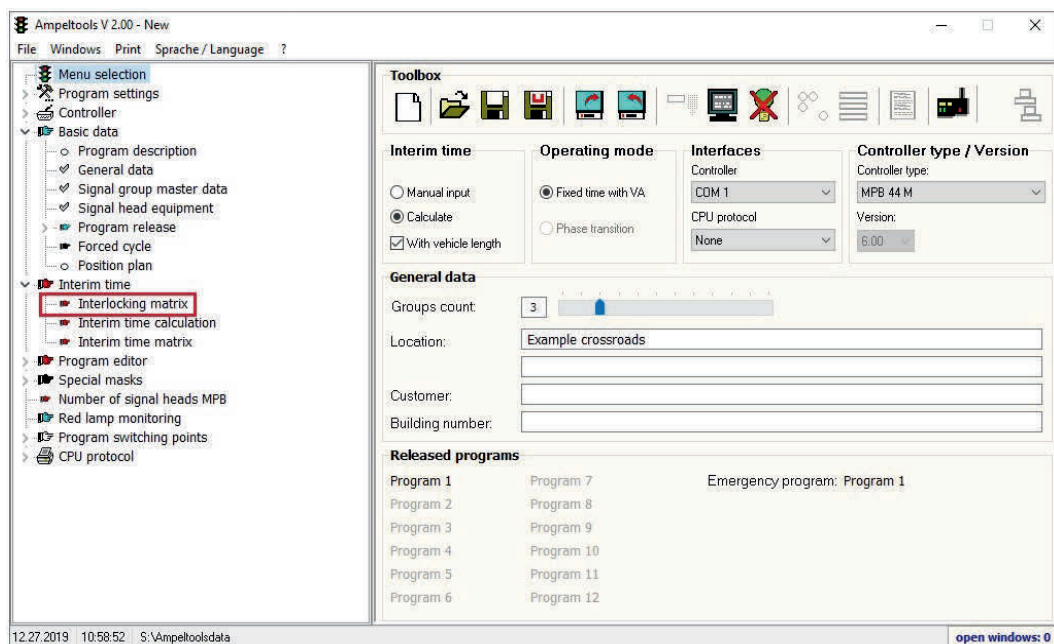 Ampeltools V 2.00 - New
File Windows Print Sprache / Language ?
Menu selection
Program settings
Controller
Basic data
Program description
General data
Signal group master data
Signal head equipment
Program release
Forced cycle
Position plan
Interim time
Interlocking matrix
Interim time calculation
Interim time matrix
Program editor
Special masks
Number of signal heads MPB
Red lamp monitoring
Program switching points
CPU protocol
Toolbox
Interim time
Manual input
Calculate
With vehicle length
Operating mode
Fixed time with VA
Phase transition
Interfaces
Controller
COM 1
CPU protocol
None
Controller type / Version
Controller type:
MPB 44 M
Version:
6.00
General data
Groups count: 3
Location: Example crossroads
Customer:
Building number:
Released programs
Program 1 Program 7 Emergency program: Program 1
Program 2 Program 8
Program 3 Program 9
Program 4 Program 10
Program 5 Program 11
Program 6 Program 12
12.27.2019 10:58:52 S:\Ampeltoolsdata open windows: 0